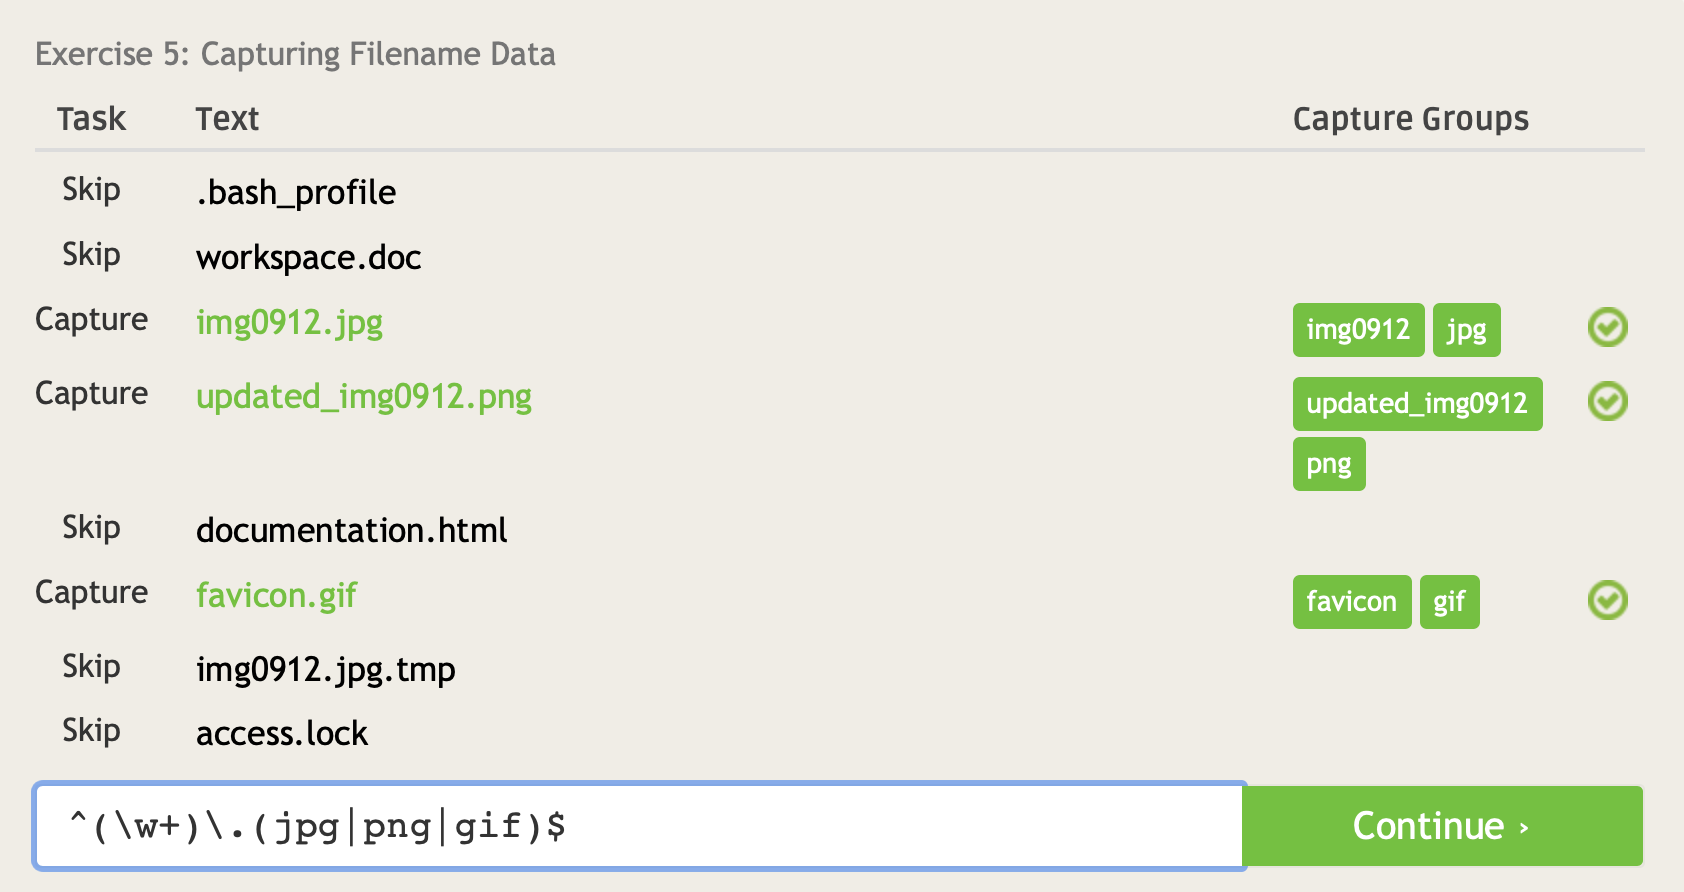 Exercise 5: Capturing Filename Data
Task Text Capture Groups
Skip .bash_profile
Skip workspace.doc
Capture img0912.jpg img0912 jpg
Capture updated_img0912.png updated_img0912
png
Skip documentation.html
Capture favicon.gif favicon gif
Skip img0912.jpg.tmp
Skip access.lock
^(\w+)\.(jpg|png|gif)$ Continue ›